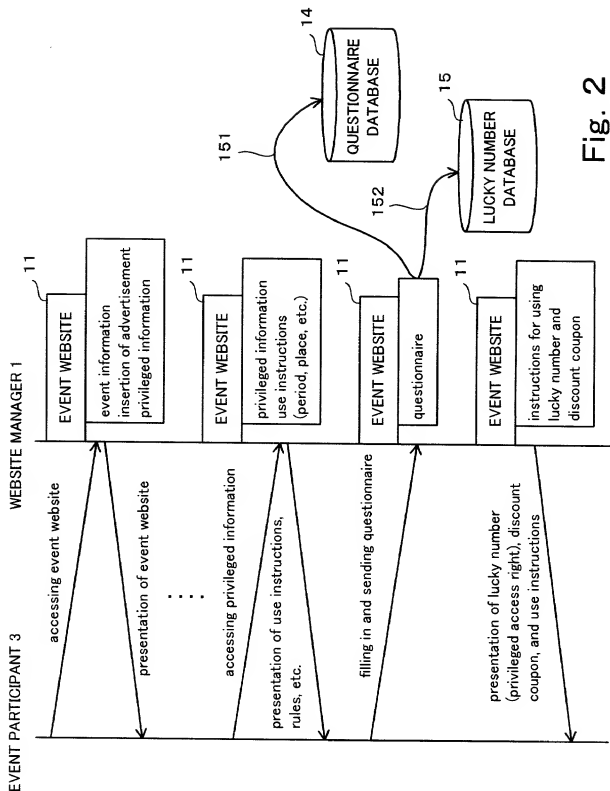 EVENT PARTICIPANT 3
WEBSITE MANAGER 1
accessing event website
11
EVENT WEBSITE
event information
insertion of advertisement
privileged information
presentation of event website
accessing privileged information
11
EVENT WEBSITE
privileged information
use instructions
(period, place, etc.)
presentation of use instructions,
rules, etc.
filling in and sending questionnaire
11
EVENT WEBSITE
questionnaire
151
14
QUESTIONNAIRE
DATABASE
152
15
LUCKY NUMBER
DATABASE
11
EVENT WEBSITE
instructions for using
lucky number and
discount coupon
presentation of lucky number
(privileged access right), discount
coupon, and use instructions
Fig. 2